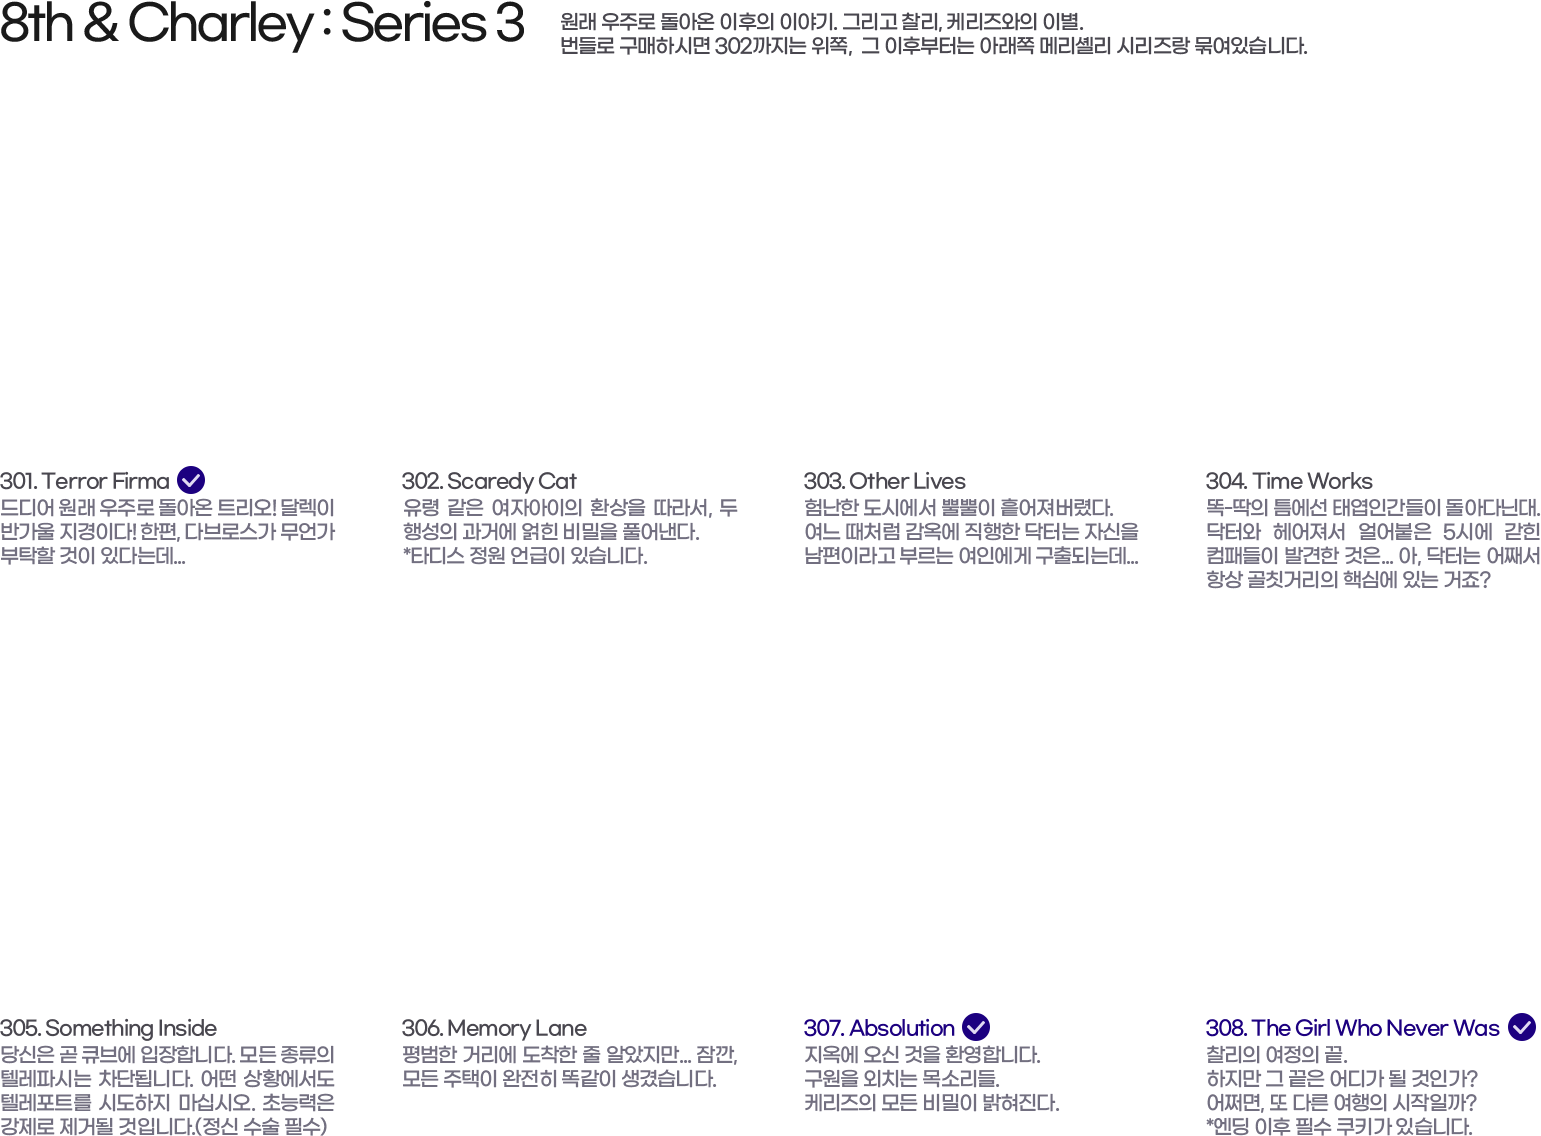 8th & Charley : Series 3
원래 우주로 돌아온 이후의 이야기. 그리고 찰리, 케리즈와의 이별.
번들로 구매하시면 302까지는 위쪽, 그 이후부터는 아래쪽 메리셸리 시리즈랑 묶여있습니다.
301. Terror Firma
드디어 원래 우주로 돌아온 트리오! 달렉이
반가울 지경이다! 한편, 다브로스가 무언가
부탁할 것이 있다는데...
302. Scaredy Cat
유령 같은 여자아이의 환상을 따라서, 두
행성의 과거에 얽힌 비밀을 풀어낸다.
*타디스 정원 언급이 있습니다.
303. Other Lives
험난한 도시에서 뿔뿔이 흩어져버렸다.
여느 때처럼 감옥에 직행한 닥터는 자신을
남편이라고 부르는 여인에게 구출되는데...
304. Time Works
똑-딱의 틈에선 태엽인간들이 돌아다닌대.
닥터와 헤어져서 얼어붙은 5시에 갇힌
컴패들이 발견한 것은... 아, 닥터는 어째서
항상 골칫거리의 핵심에 있는 거죠?
305. Something Inside
당신은 곧 큐브에 입장합니다. 모든 종류의
텔레파시는 차단됩니다. 어떤 상황에서도
텔레포트를 시도하지 마십시오. 초능력은
강제로 제거될 것입니다.(정신 수술 필수)
306. Memory Lane
평범한 거리에 도착한 줄 알았지만... 잠깐,
모든 주택이 완전히 똑같이 생겼습니다.
307. Absolution
지옥에 오신 것을 환영합니다.
구원을 외치는 목소리들.
케리즈의 모든 비밀이 밝혀진다.
308. The Girl Who Never Was
찰리의 여정의 끝.
하지만 그 끝은 어디가 될 것인가?
어쩌면, 또 다른 여행의 시작일까?
*엔딩 이후 필수 쿠키가 있습니다.